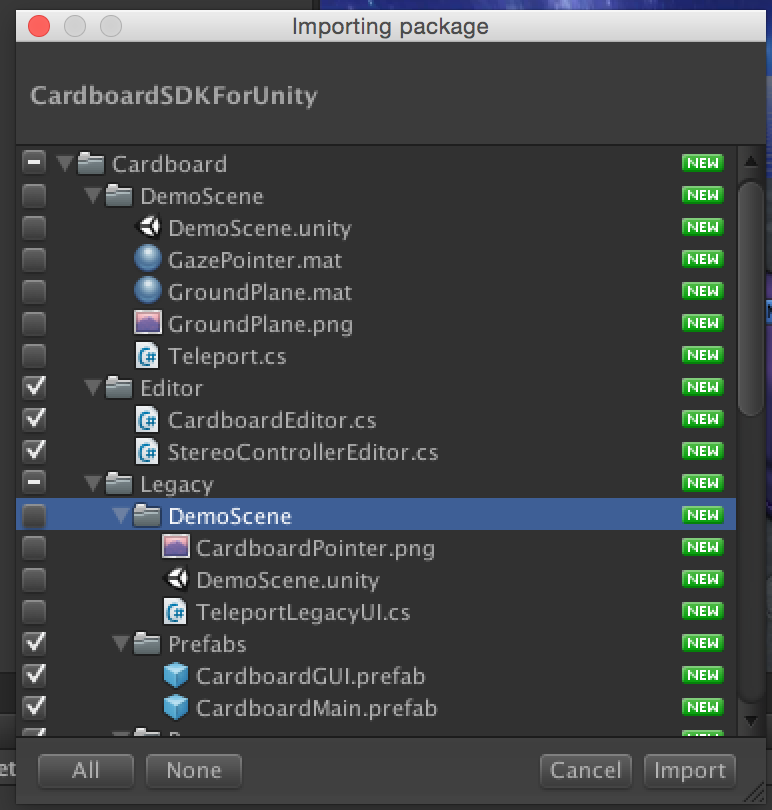 Importing package
CardboardSDKForUnity
Cardboard NEW
DemoScene NEW
DemoScene.unity NEW
GazePointer.mat NEW
GroundPlane.mat NEW
GroundPlane.png NEW
Teleport.cs NEW
Editor NEW
C# CardboardEditor.cs NEW
C# StereoControllerEditor.cs NEW
Legacy NEW
DemoScene NEW
CardboardPointer.png NEW
DemoScene.unity NEW
TeleportLegacyUI.cs NEW
Prefabs NEW
CardboardGUI.prefab NEW
CardboardMain.prefab NEW
All None Cancel Import